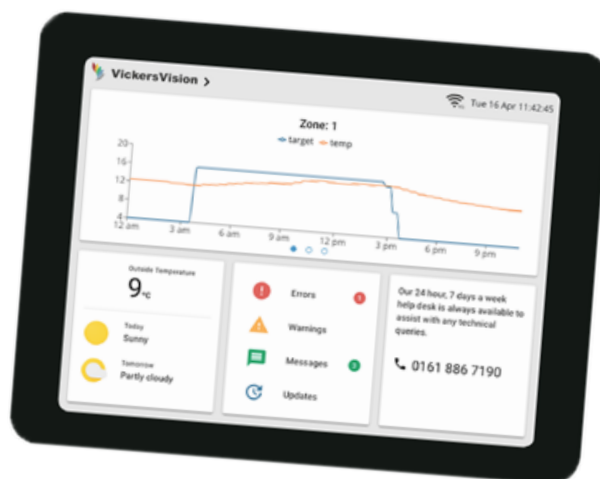 VickersVision >
Tue 16 Apr 11:42:45
Zone: 1
target temp
20
16
12
8
4
12 am 3 am 6 am 9 am 12 pm 3 pm 6 pm 9 pm
Outside Temperature
9°C
Today
Sunny
Tomorrow
Partly cloudy
Errors
Warnings
Messages
Updates
Our 24 hour, 7 days a week
help desk is always available to
assist with any technical
queries.
0161 886 7190